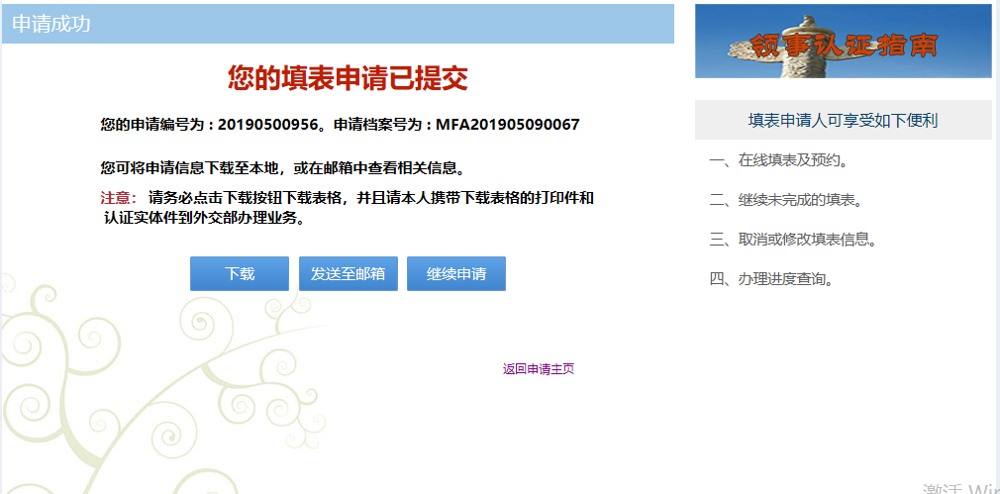 申请成功
您的填表申请已提交
您的申请编号为：20190500956。申请档案号为：MFA201905090067
您可将申请信息下载至本地，或在邮箱中查看相关信息。
注意： 请务必点击下载按钮下载表格，并且请本人携带下载表格的打印件和
认证实体件到外交部办理业务。
下载 发送至邮箱 继续申请
返回申请主页
领事认证指南
填表申请人可享受如下便利
一、在线填表及预约。
二、继续未完成的填表。
三、取消或修改填表信息。
四、办理进度查询。
激活 Win